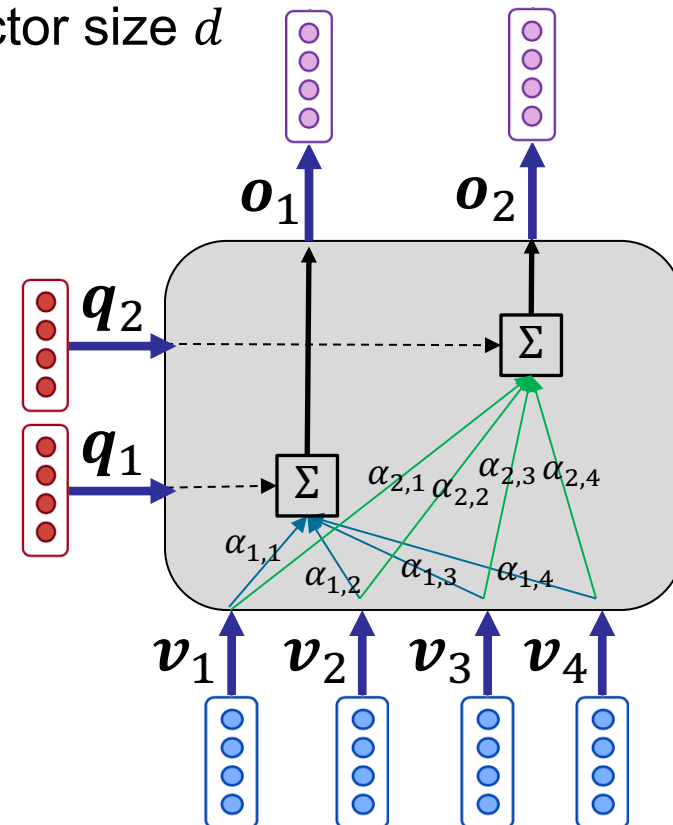 ctor size d
o₁ o₂
q₂
Σ
q₁
Σ
α₂,₁ α₂,₂ α₂,₃ α₂,₄
α₁,₁ α₁,₂ α₁,₃ α₁,₄
v₁ v₂ v₃ v₄